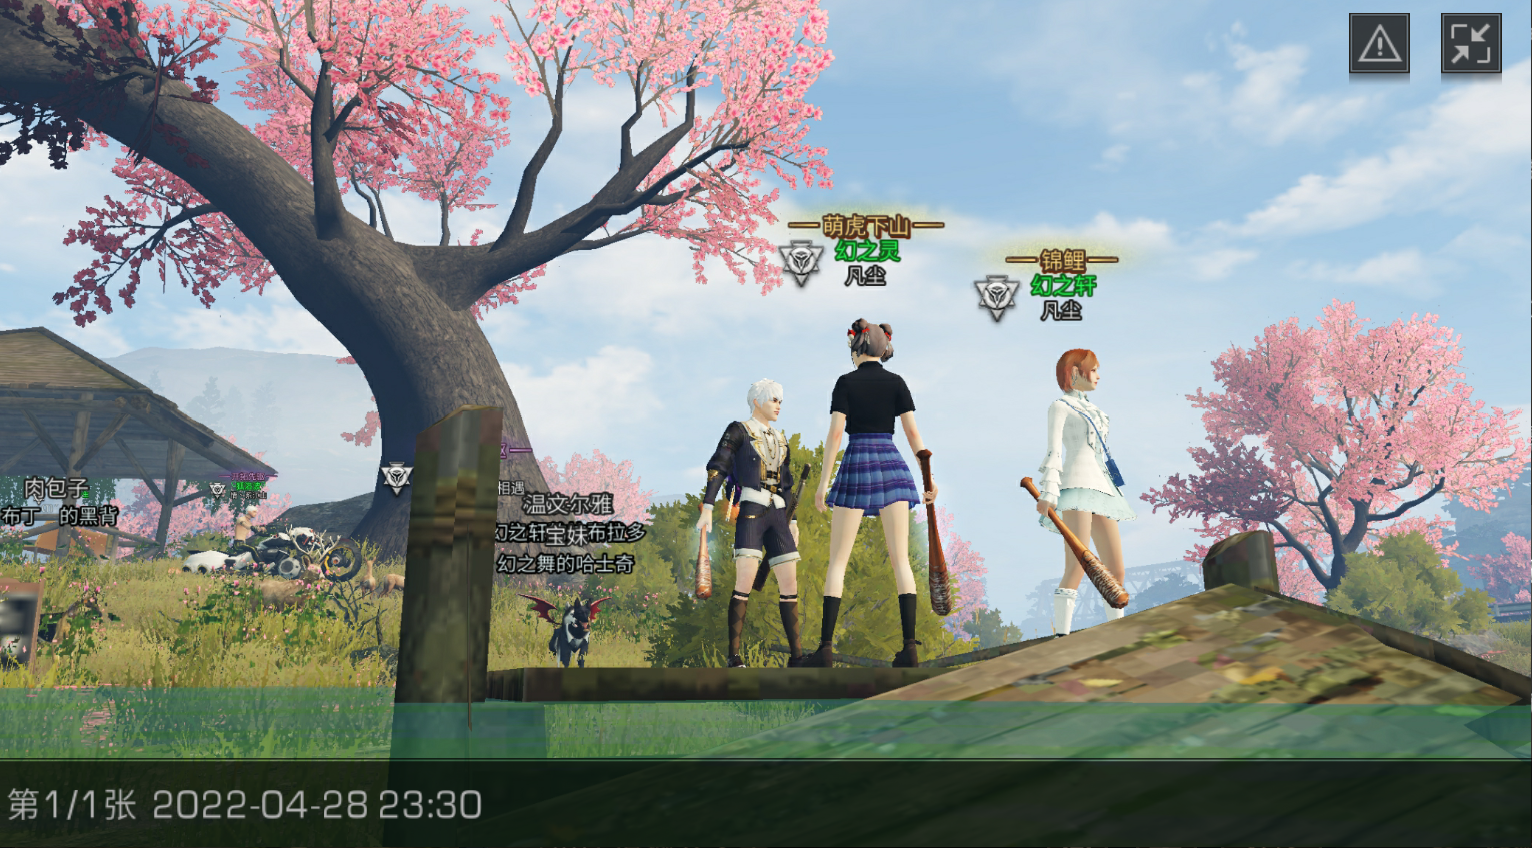 萌虎下山
幻之灵
凡尘
锦鲤
幻之轩
凡尘
肉包子
布丁 的黑背
相遇
温文尔雅
幻之轩宝妹布拉多
幻之舞的哈士奇
第1/1张 2022-04-28 23:30